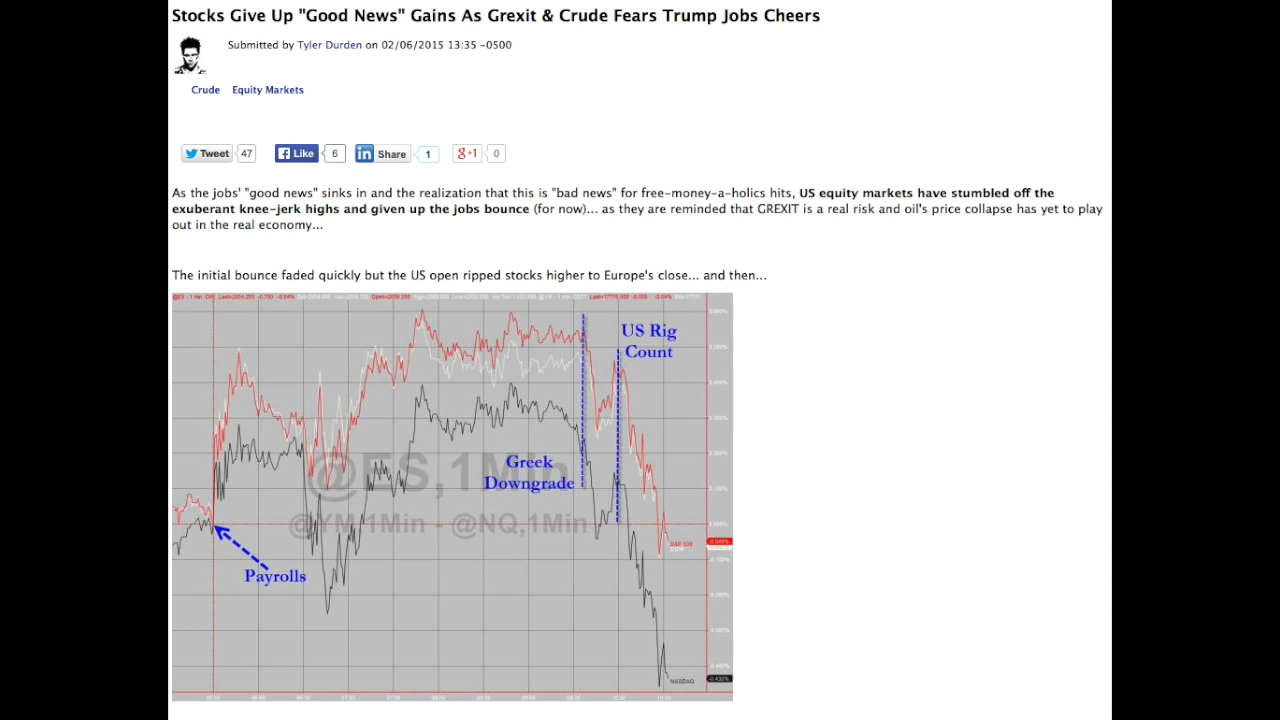 Stocks Give Up "Good News" Gains As Grexit & Crude Fears Trump Jobs Cheers
Submitted by Tyler Durden on 02/06/2015 13:35 -0500
Crude Equity Markets
Tweet 47 Like 6 Share 1 g+1 0
As the jobs' "good news" sinks in and the realization that this is "bad news" for free-money-a-holics hits, US equity markets have stumbled off the
exuberant knee-jerk highs and given up the jobs bounce (for now)... as they are reminded that GREXIT is a real risk and oil's price collapse has yet to play
out in the real economy...
The initial bounce faded quickly but the US open ripped stocks higher to Europe's close... and then...
US Rig
Count
Greek
Downgrade
@ES,1Min
@YM,1Min - @NQ,1Min
Payrolls
S&P 500
DOW
NASDAQ